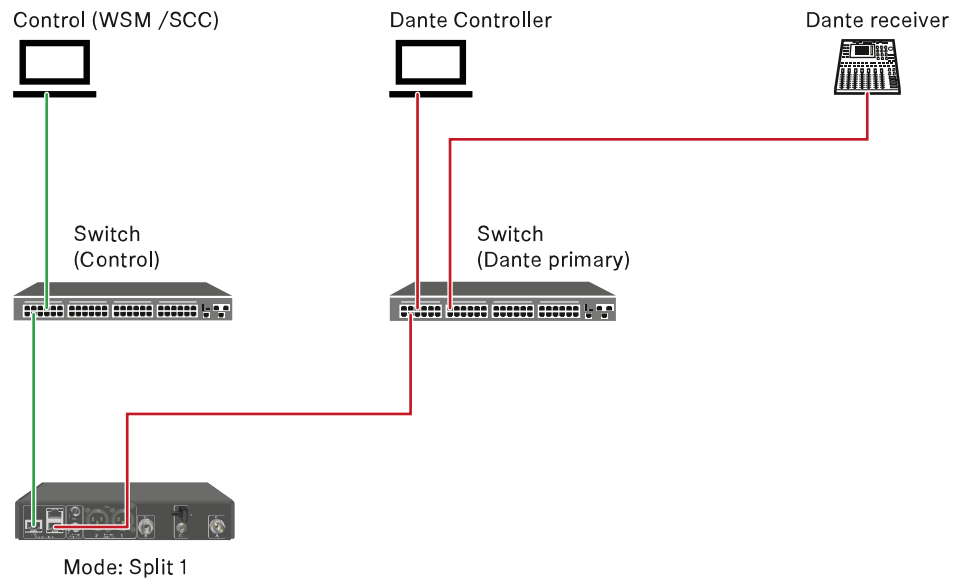 Control (WSM /SCC)
Dante Controller
Dante receiver
Switch
(Control)
Switch
(Dante primary)
Mode: Split 1